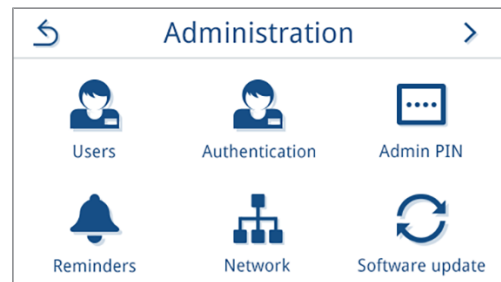 Administration
Users Authentication Admin PIN
Reminders Network Software update